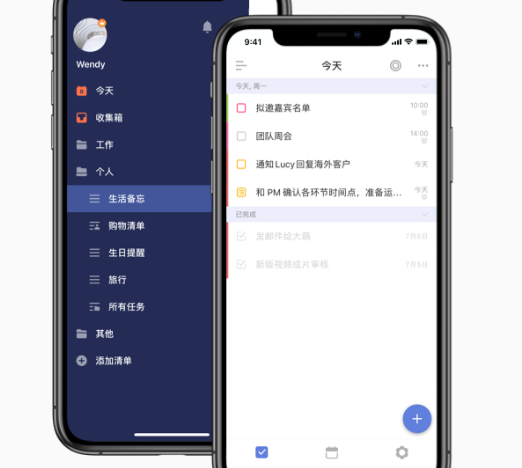 Wendy
今天
收集箱
工作
个人
生活备忘
购物清单
生日提醒
旅行
所有任务
其他
添加清单
9:41
今天
今天, 周一
拟邀嘉宾名单
10:00
团队周会
14:00
通知Lucy回复海外客户
今天
和 PM 确认各环节时间点，准备运...
今天
已完成
发邮件给大萌
7月8日
新版视频成片审核